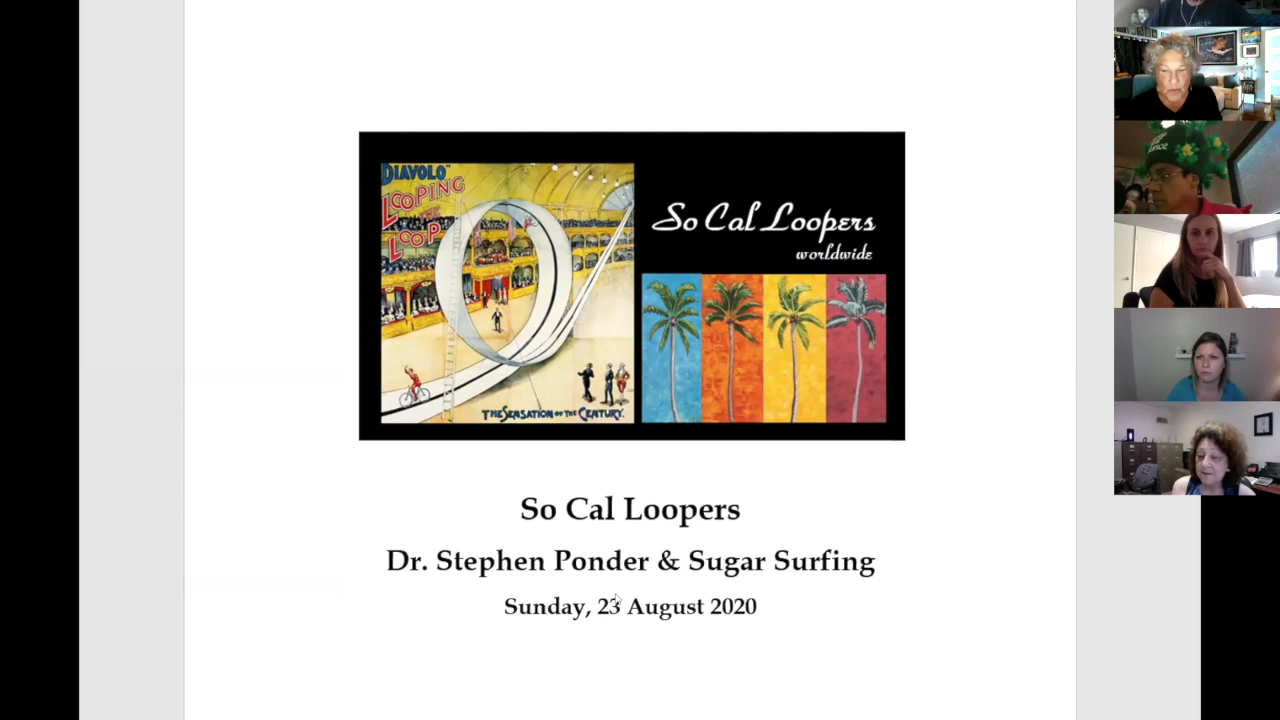 DIAVOLO"
LOOPING
THE
LOOP
THE SENSATION OF THE CENTURY.
So Cal Loopers
worldwide
So Cal Loopers
Dr. Stephen Ponder & Sugar Surfing
Sunday, 23 August 2020